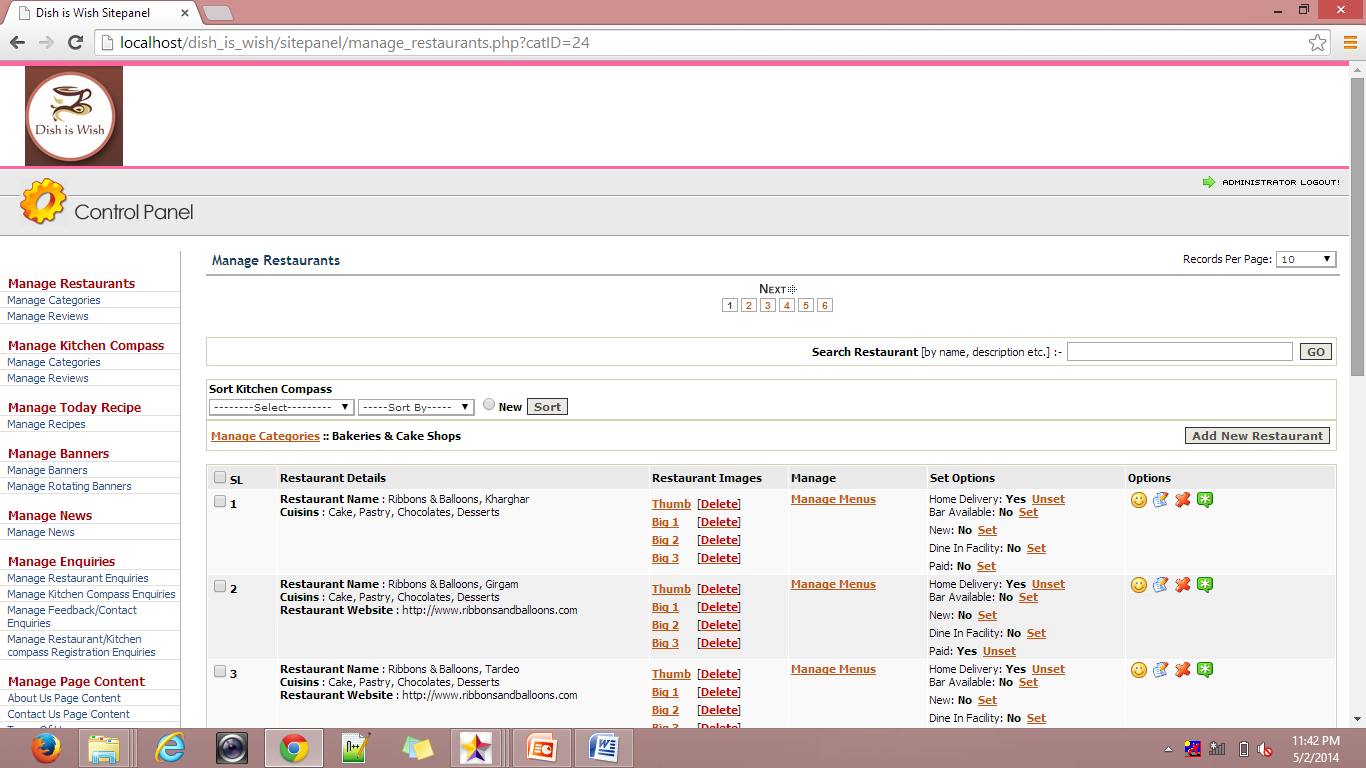 Dish is Wish Sitepanel
localhost/dish_is_wish/sitepanel/manage_restaurants.php?catID=24
Dish is Wish
ADMINISTRATOR LOGOUT!
Control Panel
Manage Restaurants
Manage Categories
Manage Reviews
Manage Kitchen Compass
Manage Categories
Manage Reviews
Manage Today Recipe
Manage Recipes
Manage Banners
Manage Banners
Manage Rotating Banners
Manage News
Manage News
Manage Enquiries
Manage Restaurant Enquiries
Manage Kitchen Compass Enquiries
Manage Feedback/Contact
Enquiries
Manage Restaurant/Kitchen
compass Registration Enquiries
Manage Page Content
About Us Page Content
Contact Us Page Content
Manage Restaurants
Records Per Page: 10
NEXT
1 2 3 4 5 6
Search Restaurant [by name, description etc.] :- GO
Sort Kitchen Compass
--------Select--------- -----Sort By----- New Sort
Manage Categories :: Bakeries & Cake Shops Add New Restaurant
SL Restaurant Details Restaurant Images Manage Set Options Options
1 Restaurant Name : Ribbons & Balloons, Kharghar
Cuisins : Cake, Pastry, Chocolates, Desserts
Thumb [Delete]
Big 1 [Delete]
Big 2 [Delete]
Big 3 [Delete]
Manage Menus
Home Delivery: Yes Unset
Bar Available: No Set
New: No Set
Dine In Facility: No Set
Paid: No Set
2 Restaurant Name : Ribbons & Balloons, Girgam
Cuisins : Cake, Pastry, Chocolates, Desserts
Restaurant Website : http://www.ribbonsandballoons.com
Thumb [Delete]
Big 1 [Delete]
Big 2 [Delete]
Big 3 [Delete]
Manage Menus
Home Delivery: Yes Unset
Bar Available: No Set
New: No Set
Dine In Facility: No Set
Paid: Yes Unset
3 Restaurant Name : Ribbons & Balloons, Tardeo
Cuisins : Cake, Pastry, Chocolates, Desserts
Restaurant Website : http://www.ribbonsandballoons.com
Thumb [Delete]
Big 1 [Delete]
Big 2 [Delete]
Big 3 [Delete]
Manage Menus
Home Delivery: Yes Unset
Bar Available: No Set
New: No Set
Dine In Facility: No Set
11:42 PM
5/2/2014